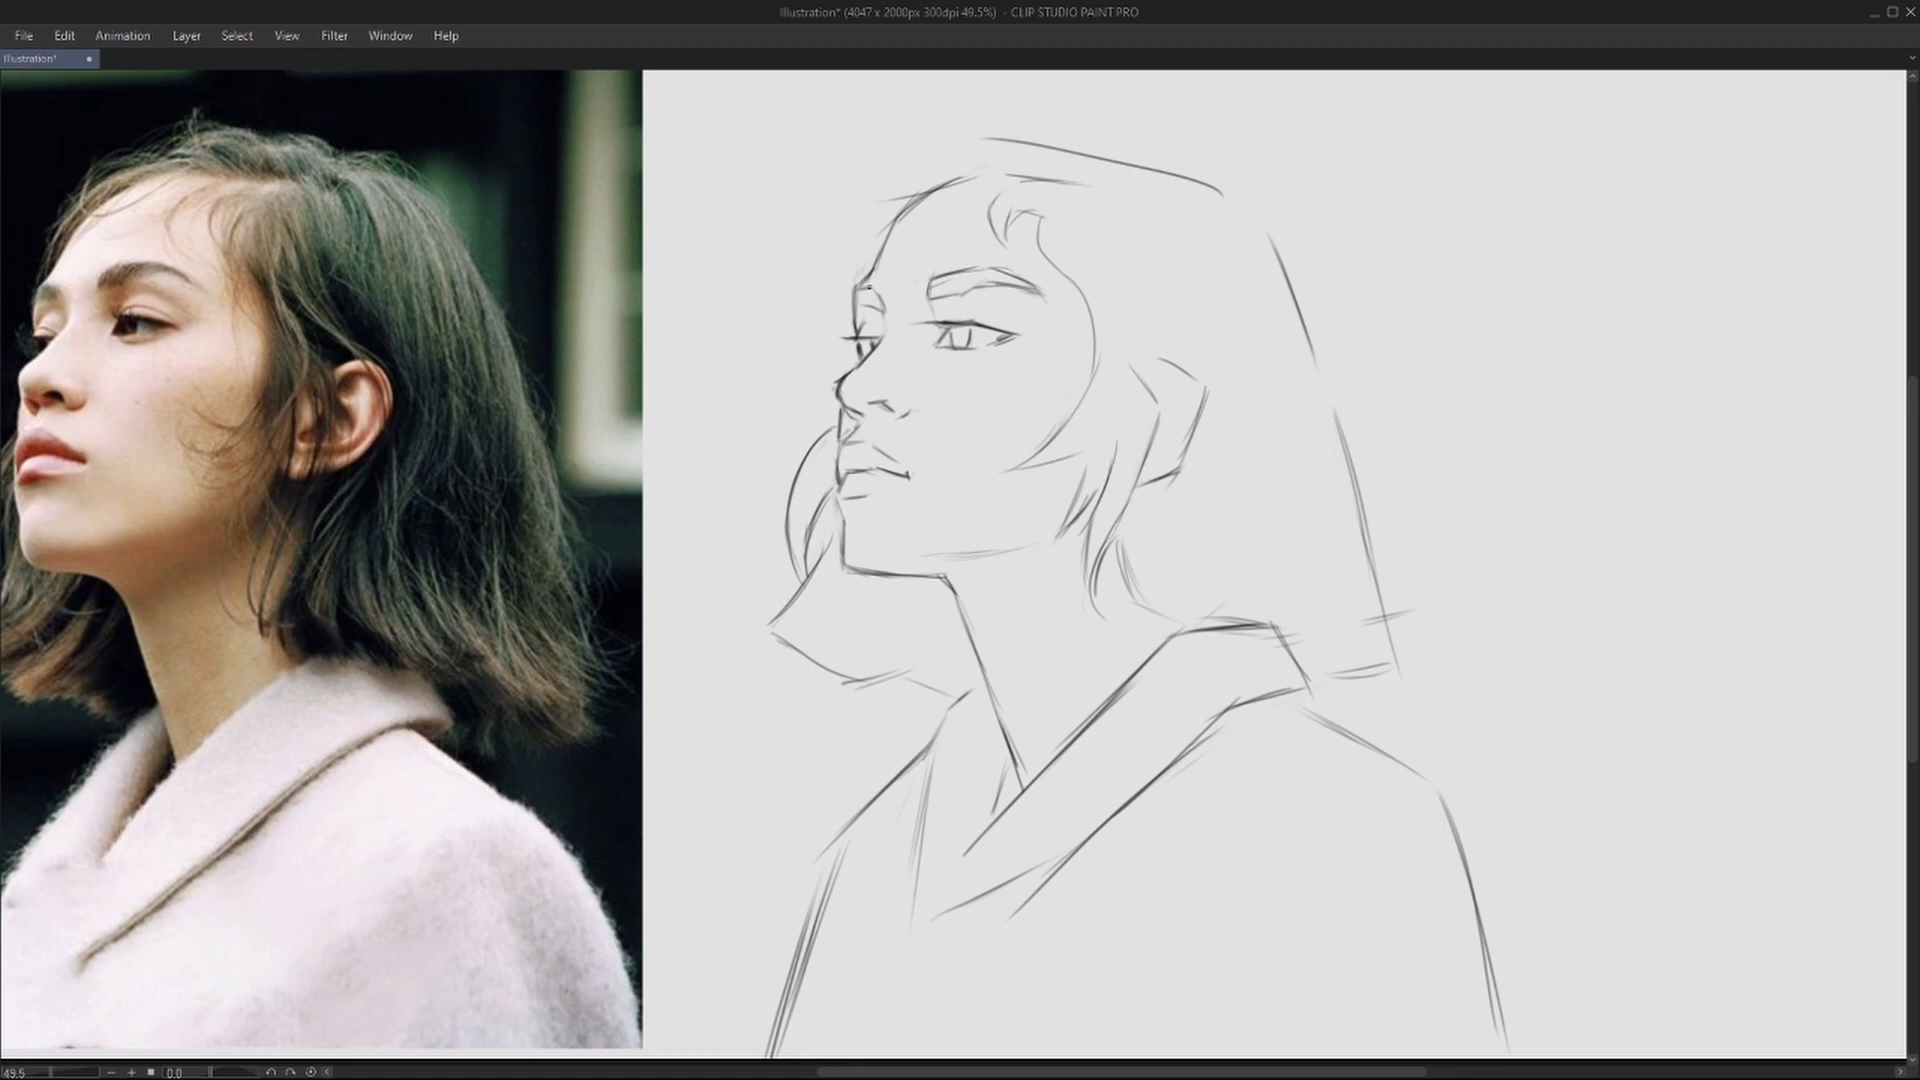 Illustration* (4047 x 2000px 300dpi 49.5%) - CLIP STUDIO PAINT PRO
File Edit Animation Layer Select View Filter Window Help
Illustration*
49.5 0.0